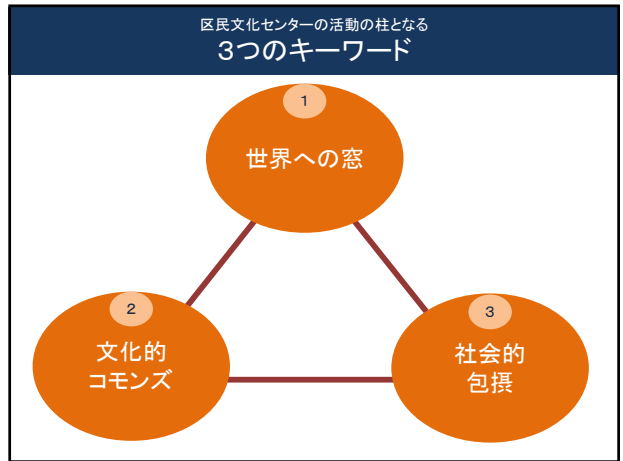 区民文化センターの活動の柱となる
3つのキーワード
1
世界への窓
2
文化的
コモンズ
3
社会的
包摂